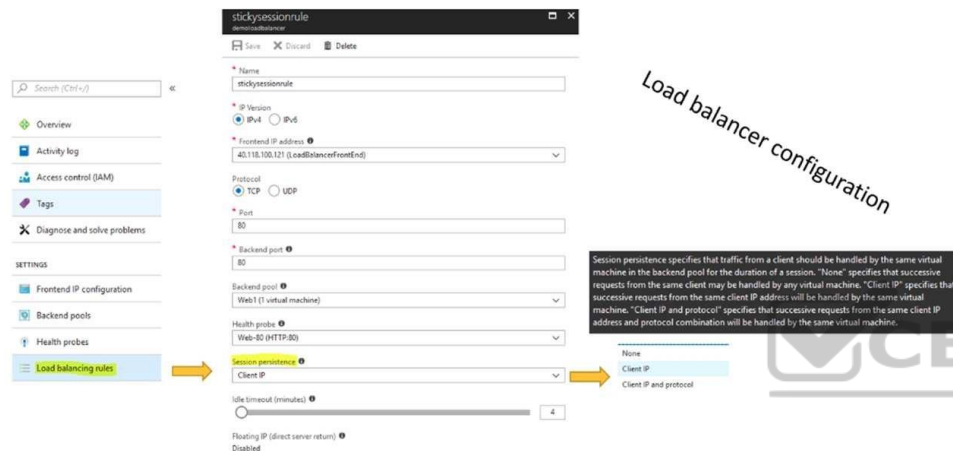 Search (Ctrl+/)
«
Overview
Activity log
Access control (IAM)
Tags
Diagnose and solve problems
SETTINGS
Frontend IP configuration
Backend pools
Health probes
Load balancing rules
stickysessionrule
demoloadbalancer
Save Discard Delete
* Name
stickysessionrule
* IP Version
IPv4 IPv6
* Frontend IP address
40.118.100.121 (LoadBalancerFrontEnd)
Protocol
TCP UDP
* Port
80
* Backend port
80
Backend pool
Web1 (1 virtual machine)
Health probe
Web-80 (HTTP:80)
Session persistence
Client IP
Idle timeout (minutes)
4
Floating IP (direct server return)
Disabled
Load balancer configuration
Session persistence specifies that traffic from a client should be handled by the same virtual
machine in the backend pool for the duration of a session. "None" specifies that successive
requests from the same client may be handled by any virtual machine. "Client IP" specifies that
successive requests from the same client IP address will be handled by the same virtual
machine. "Client IP and protocol" specifies that successive requests from the same client IP
address and protocol combination will be handled by the same virtual machine.
None
Client IP
Client IP and protocol